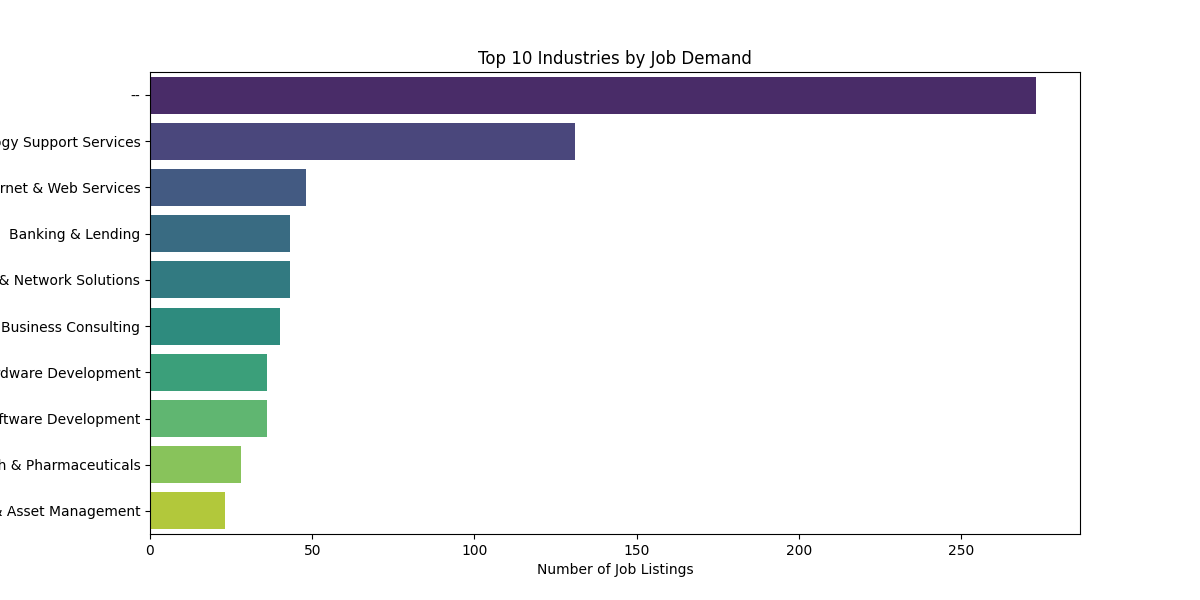 Top 10 Industries by Job Demand
--
ogy Support Services
rnet & Web Services
Banking & Lending
& Network Solutions
Business Consulting
dware Development
ftware Development
h & Pharmaceuticals
& Asset Management
0 50 100 150 200 250
Number of Job Listings